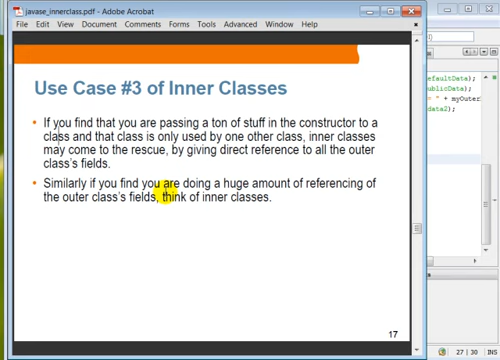 javase_innerclass.pdf - Adobe Acrobat
File Edit View Document Comments Forms Tools Advanced Window Help
Use Case #3 of Inner Classes
• If you find that you are passing a ton of stuff in the constructor to a
class and that class is only used by one other class, inner classes
may come to the rescue, by giving direct reference to all the outer
class's fields.
• Similarly if you find you are doing a huge amount of referencing of
the outer class's fields, think of inner classes.
17
efaultData);
ublicData);
= " + myOuter
data2);
27 | 30 INS